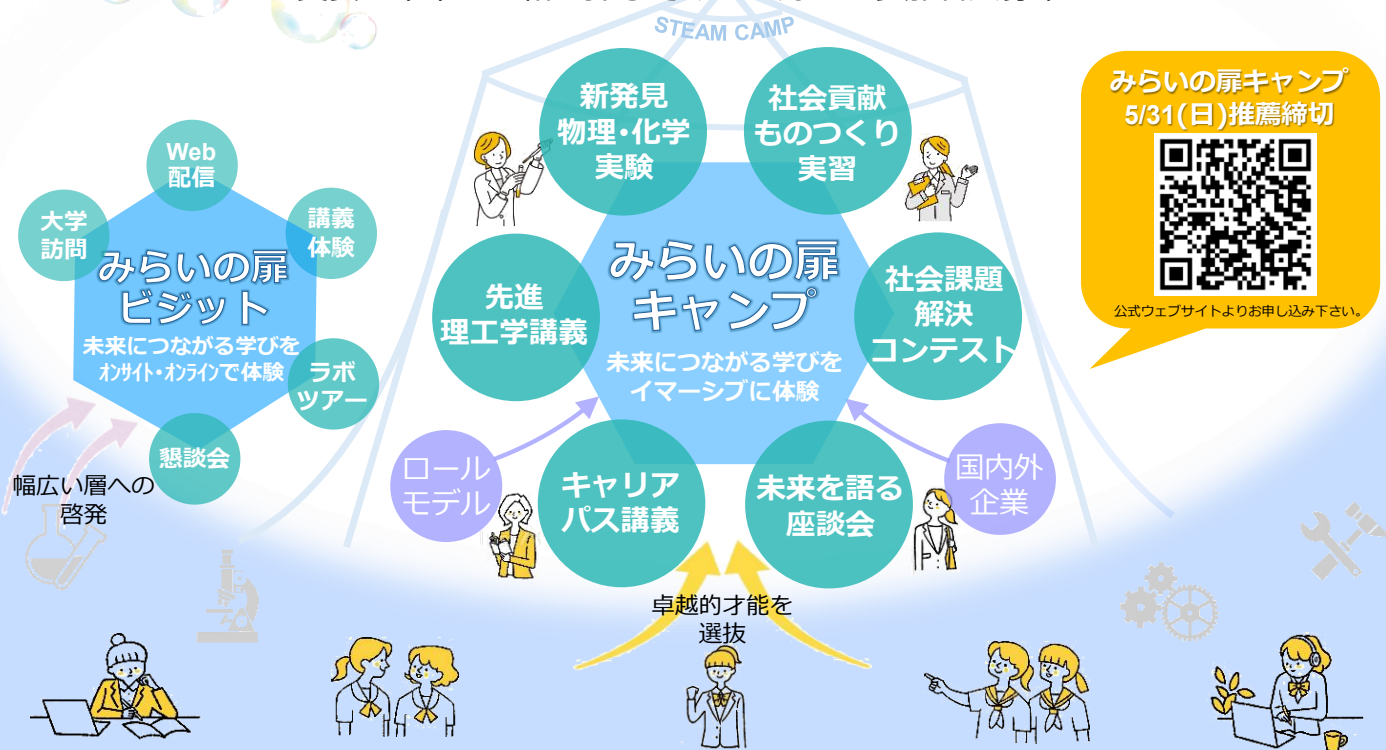 STEAM CAMP
新発見
物理・化学
実験
社会貢献
ものつくり
実習
みらいの扉キャンプ
5/31(日)推薦締切
公式ウェブサイトよりお申し込み下さい。
Web
配信
大学
訪問
講義
体験
みらいの扉
ビジット
未来につながる学びを
オンサイト・オンラインで体験
ラボ
ツアー
懇談会
幅広い層への
啓発
みらいの扉
キャンプ
未来につながる学びを
イマーシブに体験
先進
理工学講義
社会課題
解決
コンテスト
ロール
モデル
キャリア
パス講義
未来を語る
座談会
国内外
企業
卓越的才能を
選抜